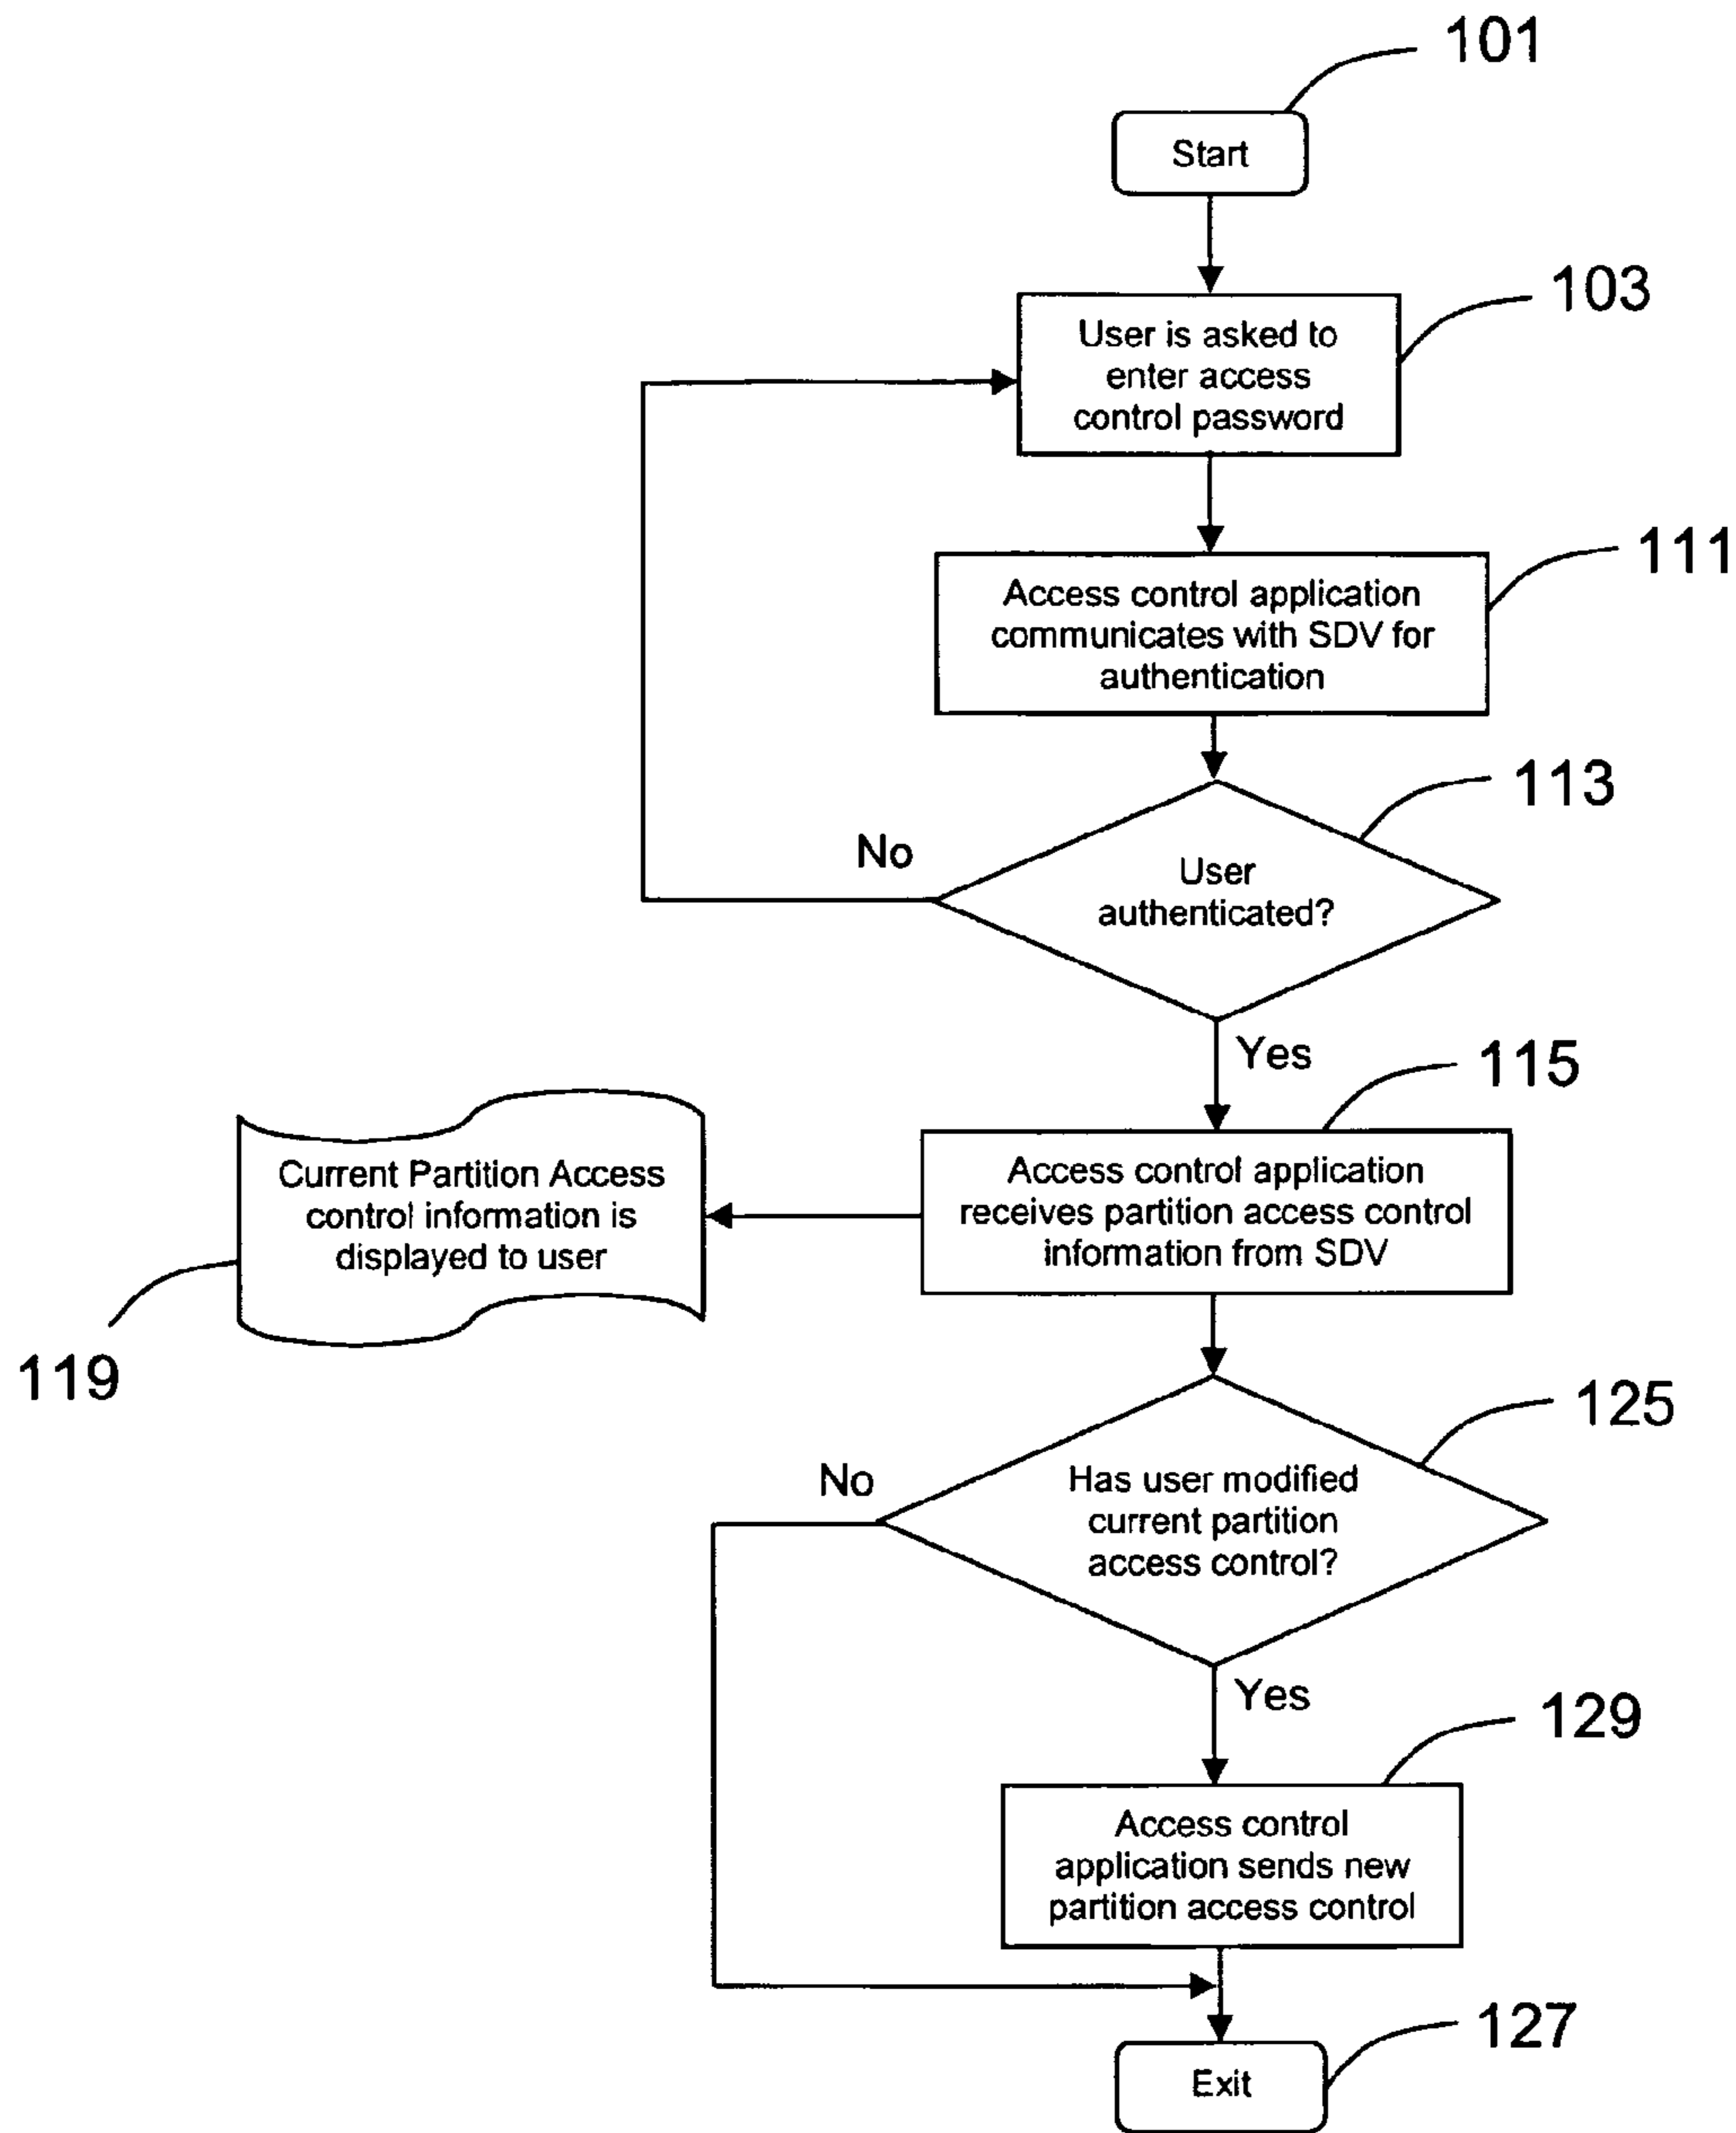 101
Start
103
User is asked to
enter access
control password
111
Access control application
communicates with SDV for
authentication
113
No
User
authenticated?
Yes
115
Current Partition Access
control information is
displayed to user
Access control application
receives partition access control
information from SDV
119
125
No
Has user modified
current partition
access control?
Yes
129
Access control
application sends new
partition access control
127
Exit